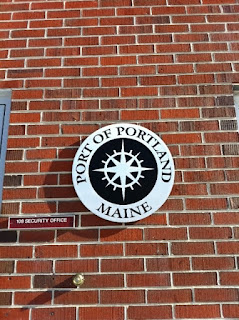 PORT OF PORTLAND
MAINE
108 SECURITY OFFICE